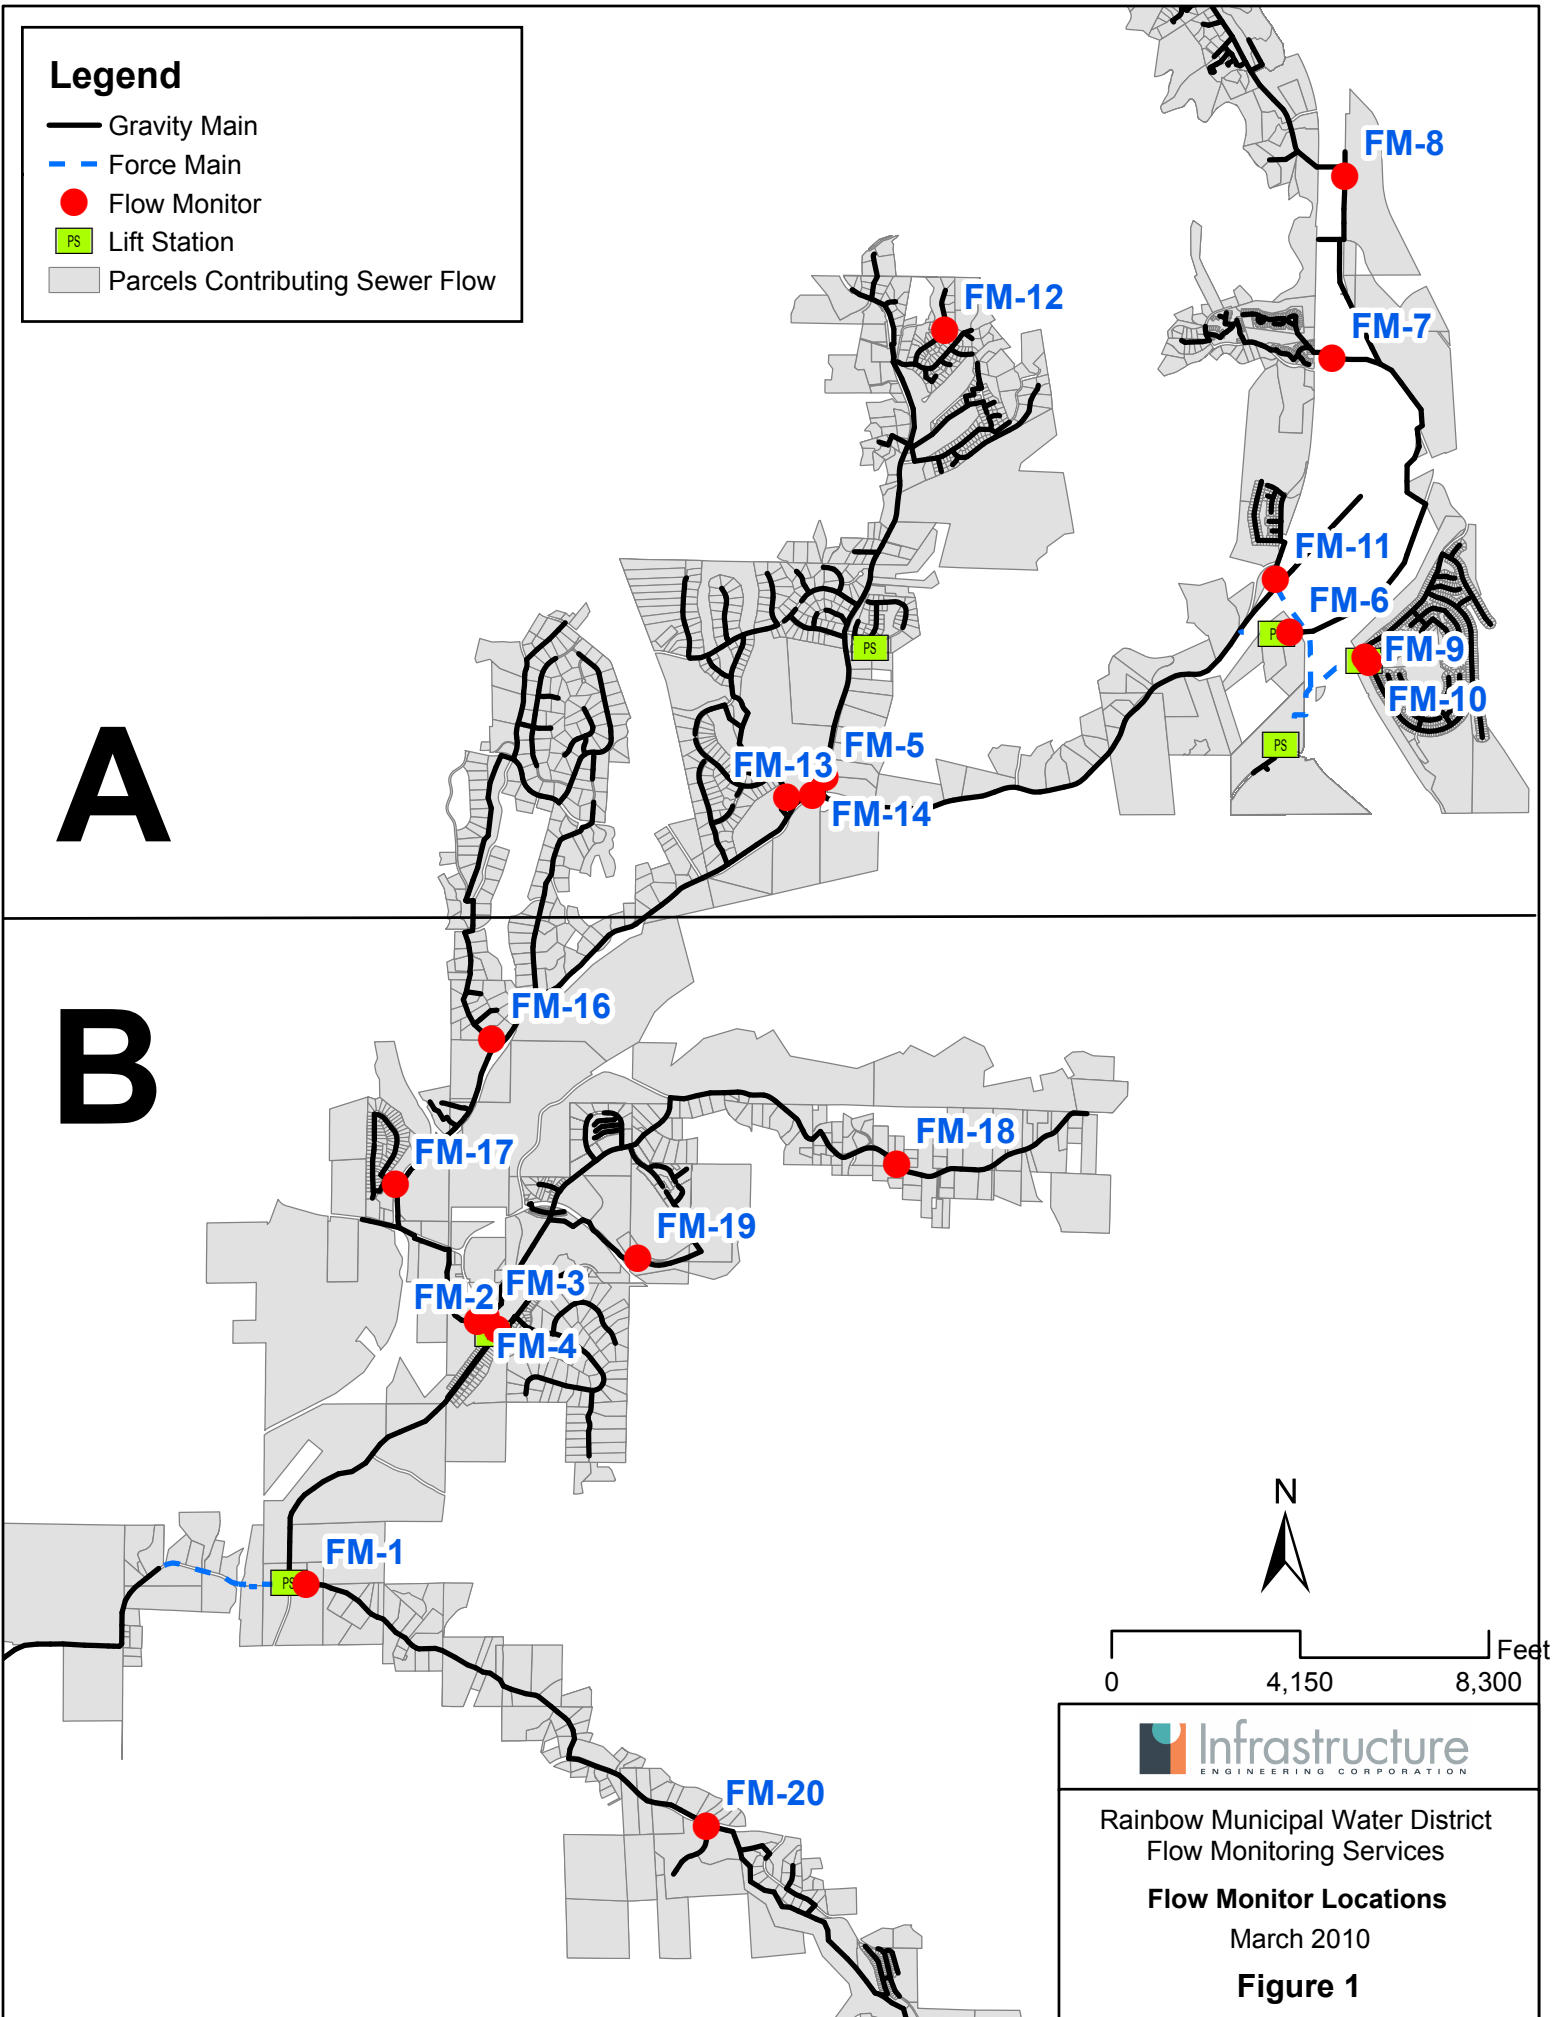 Legend
Gravity Main
Force Main
Flow Monitor
PS Lift Station
Parcels Contributing Sewer Flow
FM-8
FM-12
FM-7
FM-11
FM-6
PS
PS
FM-9
FM-10
A
FM-5
PS
FM-13
FM-14
B
FM-16
FM-18
FM-17
FM-19
FM-3
FM-2
FM-4
N
FM-1
PS
Feet
0 4,150 8,300
Infrastructure
ENGINEERING CORPORATION
FM-20
Rainbow Municipal Water District
Flow Monitoring Services
Flow Monitor Locations
March 2010
Figure 1